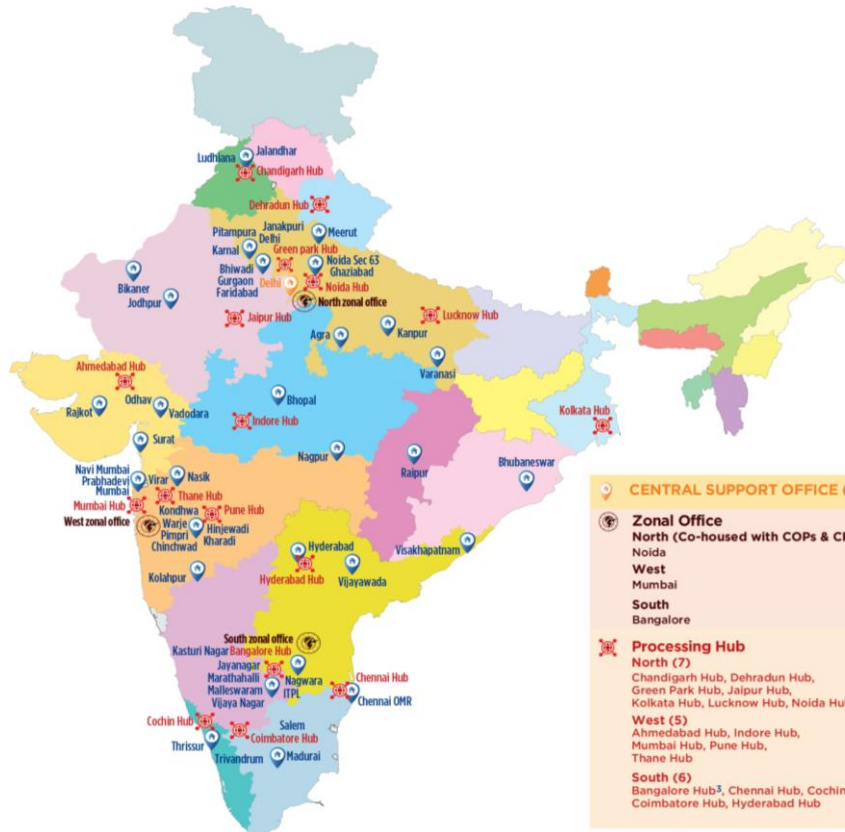 Jalandhar
Ludhiana
Chandigarh Hub
Dehradun Hub
Janakpuri
Pitampura
Delhi
Meerut
Karnal
Green park Hub
Bhiwadi
Noida Sec 63
Gurgaon
Ghaziabad
Faridabad
Delhi
Noida Hub
Bikaner
Jodhpur
North zonal office
Jaipur Hub
Lucknow Hub
Agra
Kanpur
Varanasi
Ahmedabad Hub
Odhav
Rajkot
Vadodara
Bhopal
Indore Hub
Kolkata Hub
Surat
Nagpur
Raipur
Bhubaneswar
Navi Mumbai
Prabhadevi
Mumbai
Virar
Nasik
Mumbai Hub
Thane Hub
Kondhwa
Pune Hub
West zonal office
Warje
Pimpri
Chinchwad
Hinjewadi
Kharadi
Kolahpur
Hyderabad
Hyderabad Hub
Vijayawada
Visakhapatnam
South zonal office
Kasturi Nagar
Bangalore Hub
Jayanagar
Marathahalli
Malleswaram
Vijaya Nagar
Nagwara
ITPL
Chennai Hub
Chennai OMR
Cochin Hub
Salem
Coimbatore Hub
Thrissur
Trivandrum
Madurai
CENTRAL SUPPORT OFFICE (
Zonal Office
North (Co-housed with COPs &
Noida
West
Mumbai
South
Bangalore
Processing Hub
North (7)
Chandigarh Hub, Dehradun Hub,
Green Park Hub, Jaipur Hub,
Kolkata Hub, Lucknow Hub, Noida
West (5)
Ahmedabad Hub, Indore Hub,
Mumbai Hub, Pune Hub,
Thane Hub
South (6)
Bangalore Hub³, Chennai Hub, Cochin
Coimbatore Hub, Hyderabad Hub